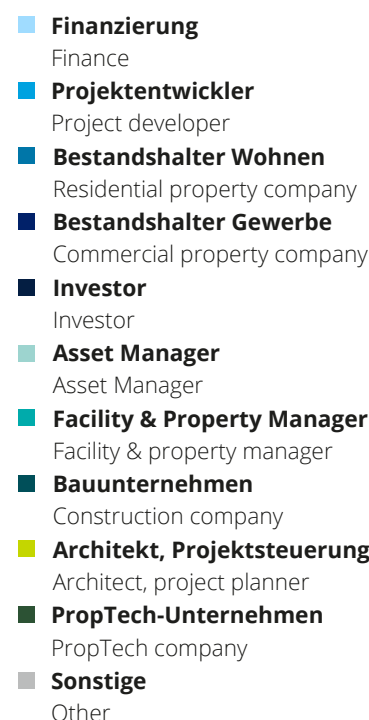 Finanzierung
Finance
Projektentwickler
Project developer
Bestandshalter Wohnen
Residential property company
Bestandshalter Gewerbe
Commercial property company
Investor
Investor
Asset Manager
Asset Manager
Facility & Property Manager
Facility & property manager
Bauunternehmen
Construction company
Architekt, Projektsteuerung
Architect, project planner
PropTech-Unternehmen
PropTech company
Sonstige
Other